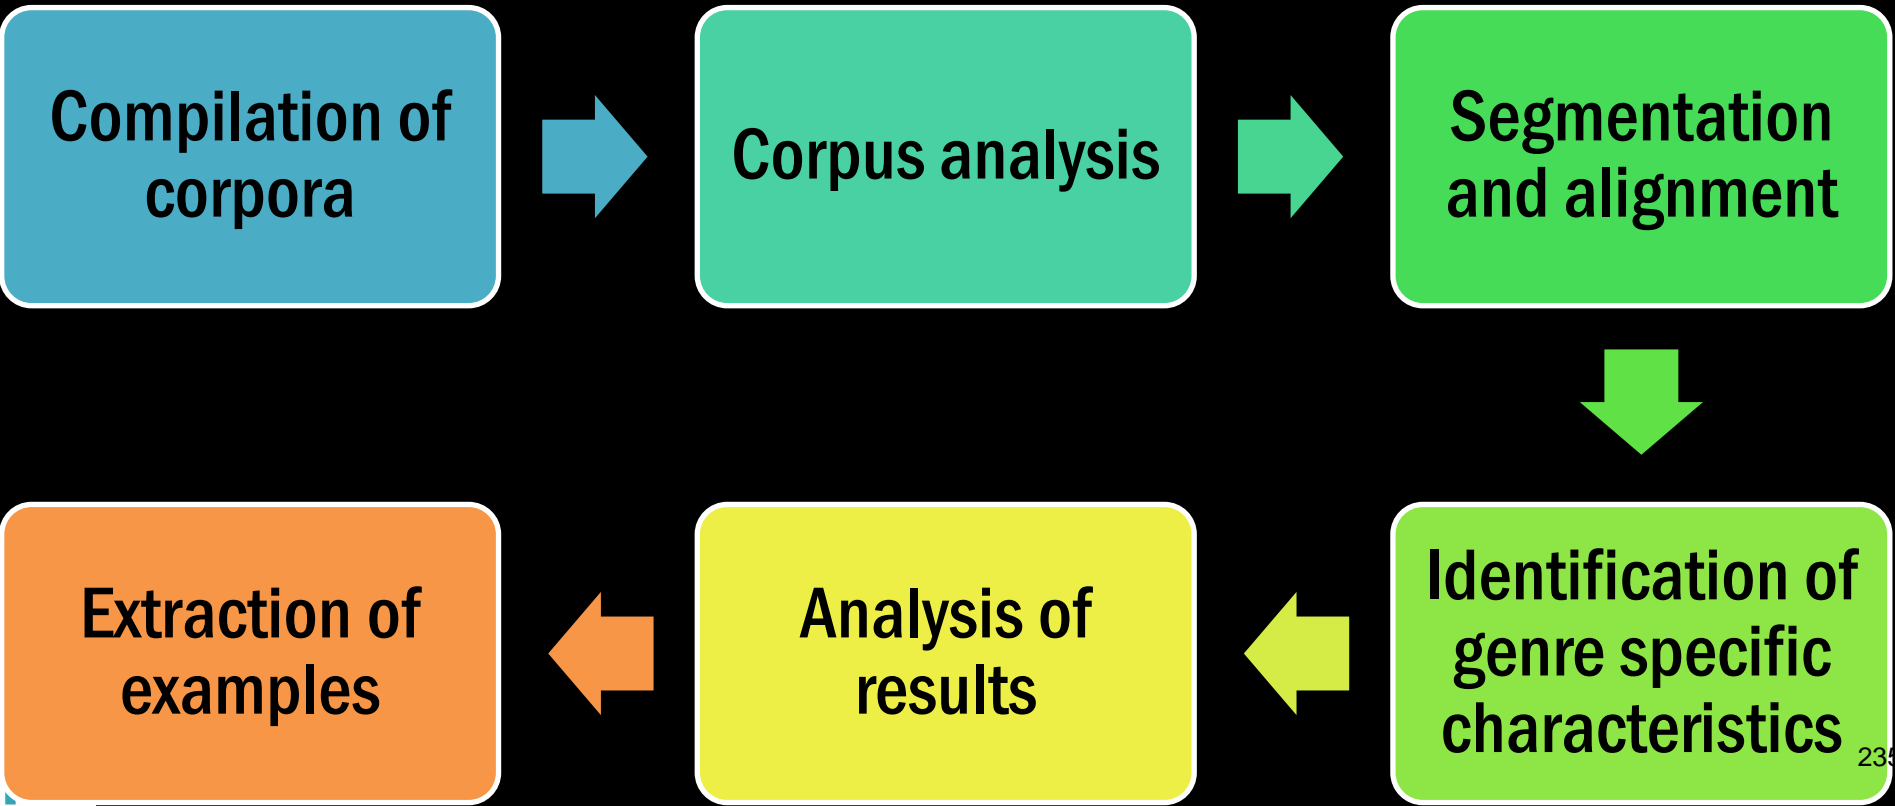 Compilation of
corpora
Corpus analysis
Segmentation
and alignment
Identification of
genre specific
characteristics
235
Analysis of
results
Extraction of
examples